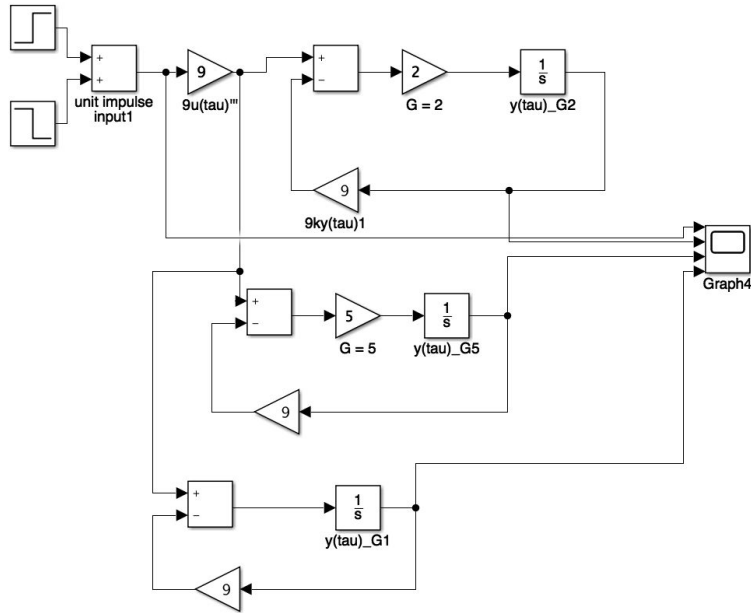 +
+
unit impulse
input1
9
9u(tau)'''
+
−
2
G = 2
1
s
y(tau)_G2
9
9ky(tau)1
Graph4
+
−
5
G = 5
1
s
y(tau)_G5
9
+
−
1
s
y(tau)_G1
9